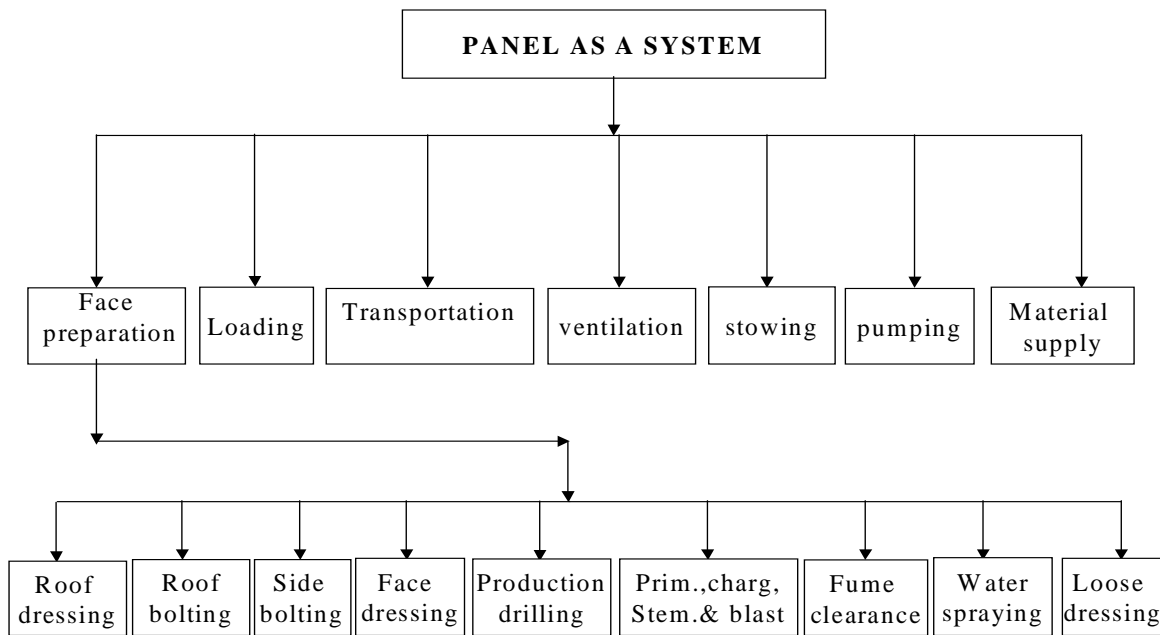 PANEL AS A SYSTEM
Face
preparation
Loading
Transportation
ventilation
stowing
pumping
Material
supply
Roof
dressing
Roof
bolting
Side
bolting
Face
dressing
Production
drilling
Prim.,charg,
Stem.& blast
Fume
clearance
Water
spraying
Loose
dressing